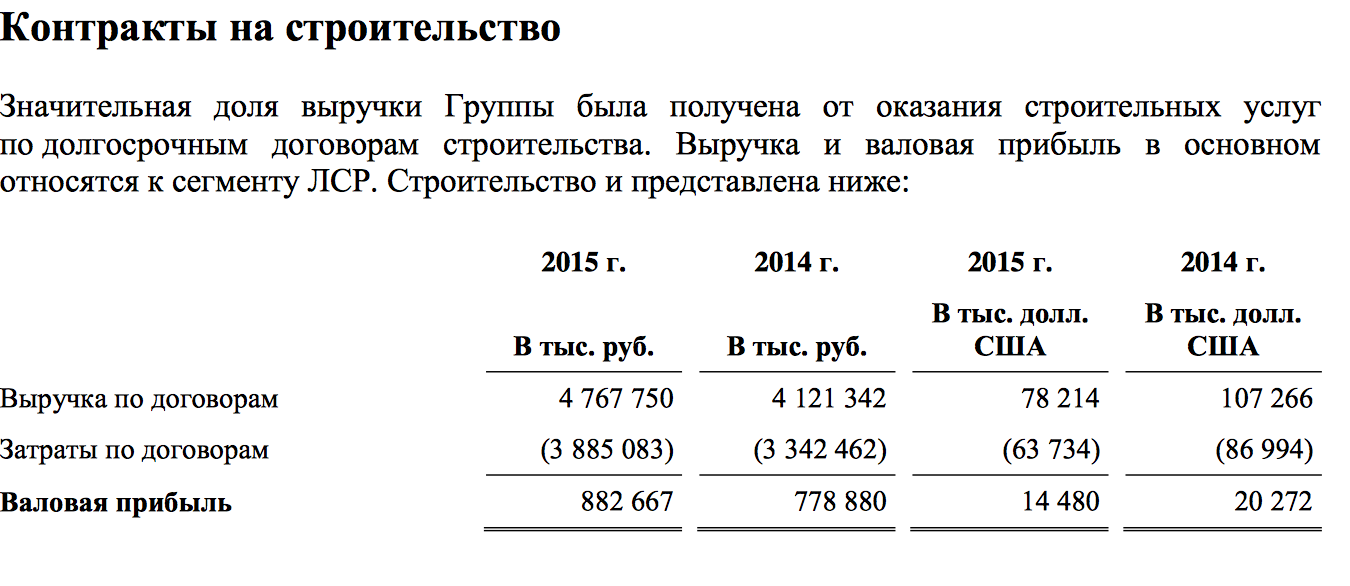 Контракты на строительство
Значительная доля выручки Группы была получена от оказания строительных услуг
по долгосрочным договорам строительства. Выручка и валовая прибыль в основном
относятся к сегменту ЛСР. Строительство и представлена ниже:
2015 г. 2014 г. 2015 г. 2014 г.
В тыс. долл. В тыс. долл.
В тыс. руб. В тыс. руб. США США
Выручка по договорам 4 767 750 4 121 342 78 214 107 266
Затраты по договорам (3 885 083) (3 342 462) (63 734) (86 994)
Валовая прибыль 882 667 778 880 14 480 20 272